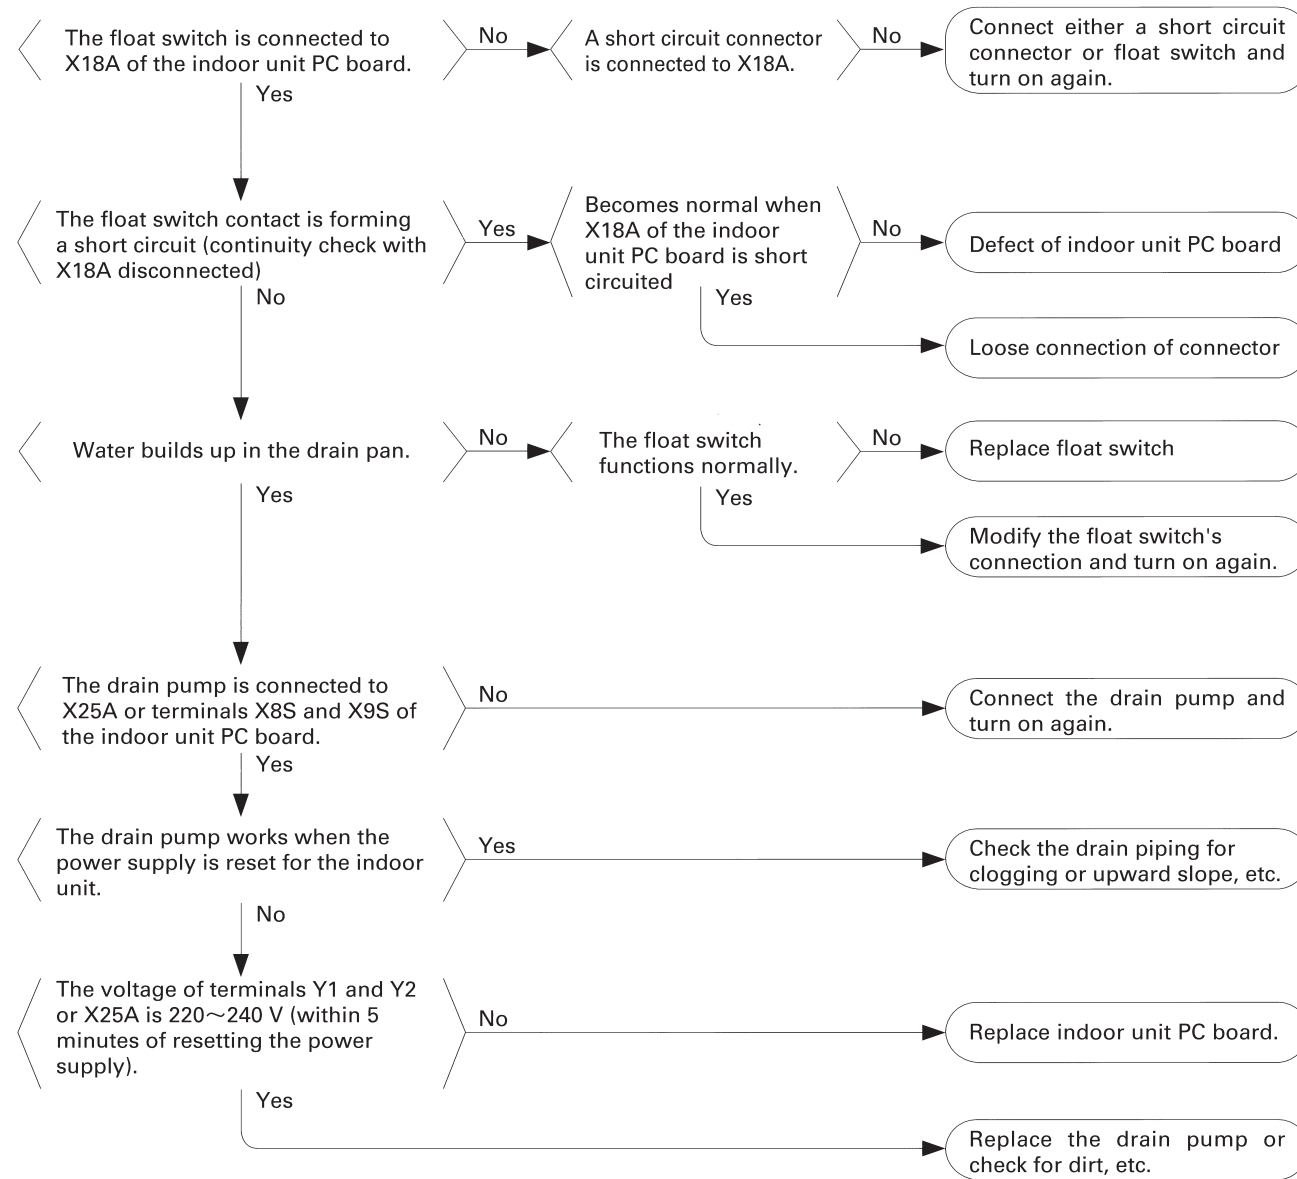 The float switch is connected to
X18A of the indoor unit PC board.
No
A short circuit connector
is connected to X18A.
No
Connect either a short circuit
connector or float switch and
turn on again.
Yes
The float switch contact is forming
a short circuit (continuity check with
X18A disconnected)
Yes
Becomes normal when
X18A of the indoor
unit PC board is short
circuited
No
Defect of indoor unit PC board
No
Yes
Loose connection of connector
Water builds up in the drain pan.
No
The float switch
functions normally.
No
Replace float switch
Yes
Yes
Modify the float switch's
connection and turn on again.
The drain pump is connected to
X25A or terminals X8S and X9S of
the indoor unit PC board.
No
Connect the drain pump and
turn on again.
Yes
The drain pump works when the
power supply is reset for the indoor
unit.
Yes
Check the drain piping for
clogging or upward slope, etc.
No
The voltage of terminals Y1 and Y2
or X25A is 220～240 V (within 5
minutes of resetting the power
supply).
No
Replace indoor unit PC board.
Yes
Replace the drain pump or
check for dirt, etc.